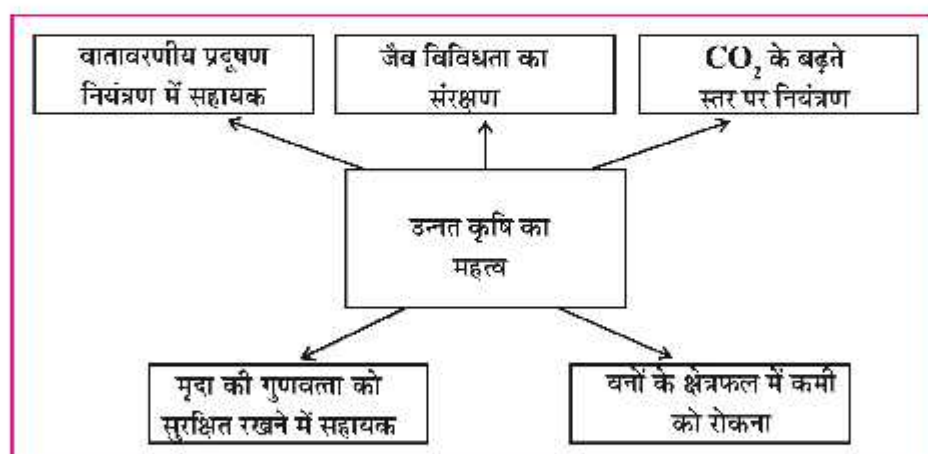 वातावरणीय प्रदूषण
नियंत्रण में सहायक
जैव विविधता का
संरक्षण
CO₂ के बढ़ते
स्तर पर नियंत्रण
उन्नत कृषि का
महत्व
मृदा की गुणवत्ता को
सुरक्षित रखने में सहायक
वनों के क्षेत्रफल में कमी
को रोकना